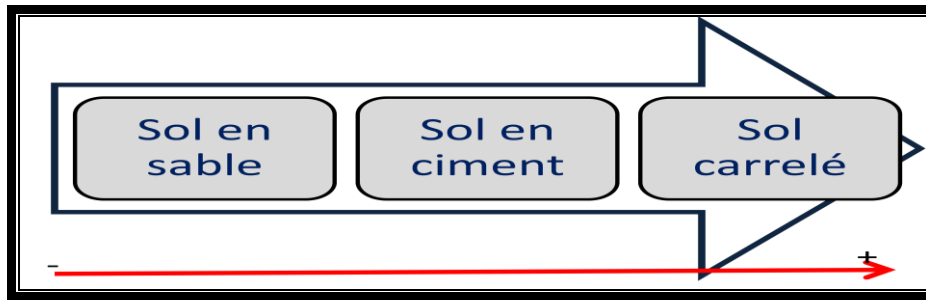 Sol en
sable
Sol en
ciment
Sol
carrelé
- +